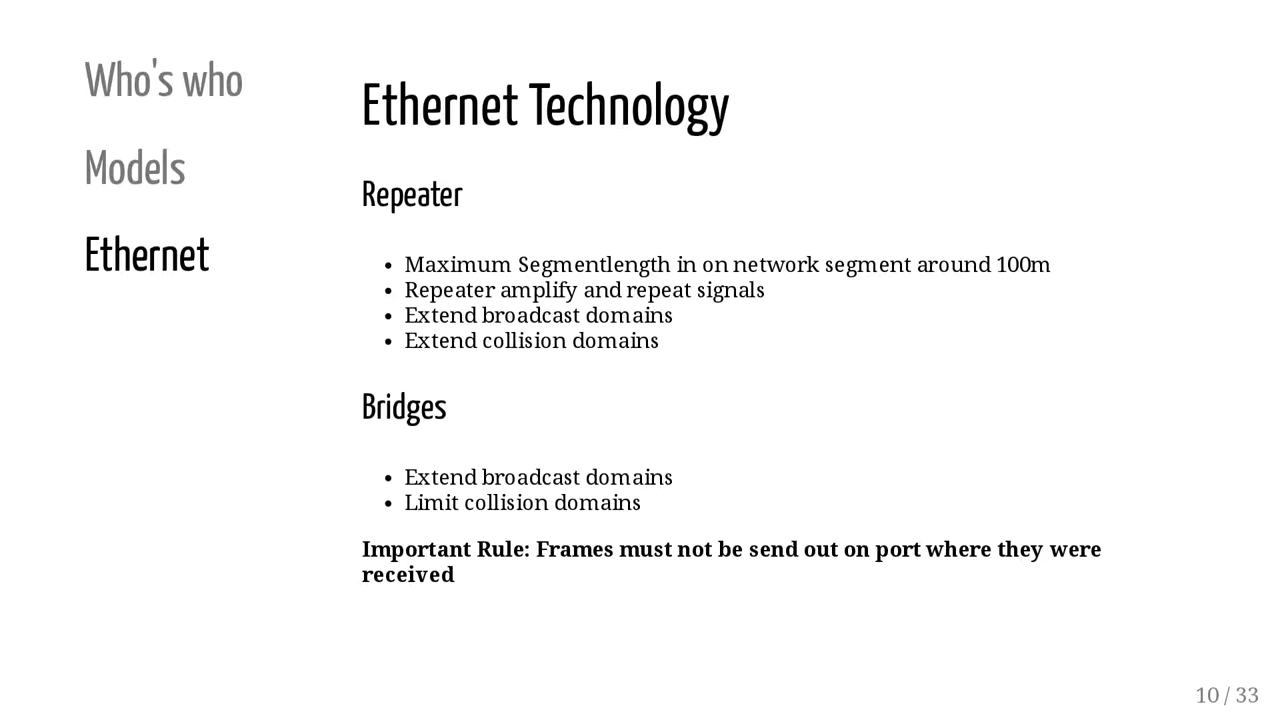 Who's who
Models
Ethernet
Ethernet Technology
Repeater
• Maximum Segmentlength in on network segment around 100m
• Repeater amplify and repeat signals
• Extend broadcast domains
• Extend collision domains
Bridges
• Extend broadcast domains
• Limit collision domains
Important Rule: Frames must not be send out on port where they were
received
10 / 33